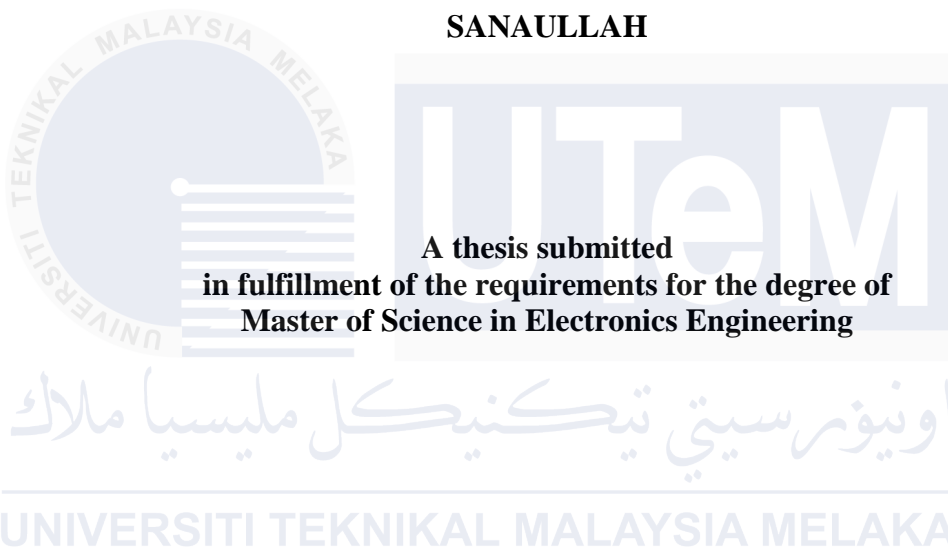 SANAULLAH
UNIVERSITI TEKNIKAL MALAYSIA MELAKA
UTeM
A thesis submitted
in fulfillment of the requirements for the degree of
Master of Science in Electronics Engineering
اونيۏرسيتي تيكنيكل مليسيا ملاك
UNIVERSITI TEKNIKAL MALAYSIA MELAKA